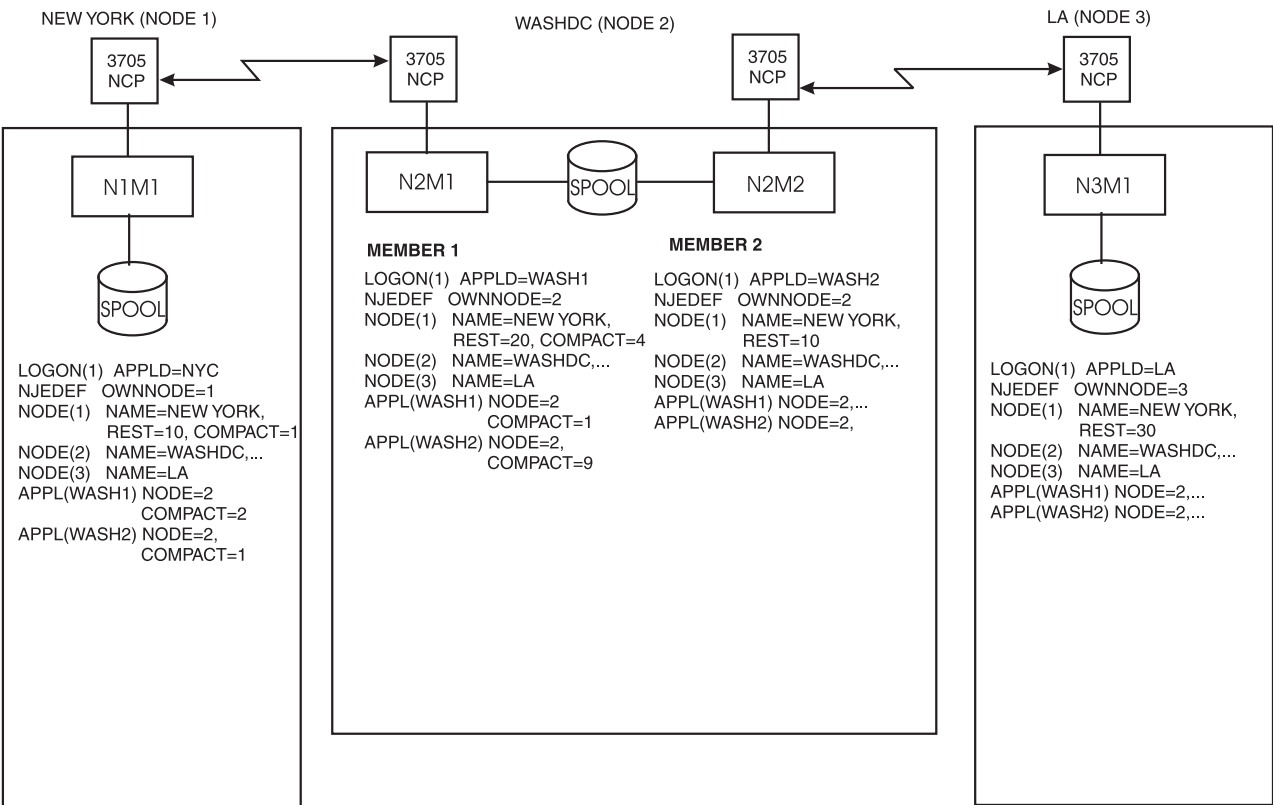 NEW YORK (NODE 1)
WASHDC (NODE 2)
LA (NODE 3)
3705
NCP
3705
NCP
3705
NCP
3705
NCP
N1M1
SPOOL
LOGON(1) APPLD=NYC
NJEDEF OWNNODE=1
NODE(1) NAME=NEW YORK,
REST=10, COMPACT=1
NODE(2) NAME=WASHDC,...
NODE(3) NAME=LA
APPL(WASH1) NODE=2
COMPACT=2
APPL(WASH2) NODE=2,
COMPACT=1
N2M1
SPOOL
N2M2
MEMBER 1
LOGON(1) APPLD=WASH1
NJEDEF OWNNODE=2
NODE(1) NAME=NEW YORK,
REST=20, COMPACT=4
NODE(2) NAME=WASHDC,...
NODE(3) NAME=LA
APPL(WASH1) NODE=2
COMPACT=1
APPL(WASH2) NODE=2,
COMPACT=9
MEMBER 2
LOGON(1) APPLD=WASH2
NJEDEF OWNNODE=2
NODE(1) NAME=NEW YORK,
REST=10
NODE(2) NAME=WASHDC,...
NODE(3) NAME=LA
APPL(WASH1) NODE=2,...
APPL(WASH2) NODE=2,
N3M1
SPOOL
LOGON(1) APPLD=LA
NJEDEF OWNNODE=3
NODE(1) NAME=NEW YORK,
REST=30
NODE(2) NAME=WASHDC,...
NODE(3) NAME=LA
APPL(WASH1) NODE=2,...
APPL(WASH2) NODE=2,...